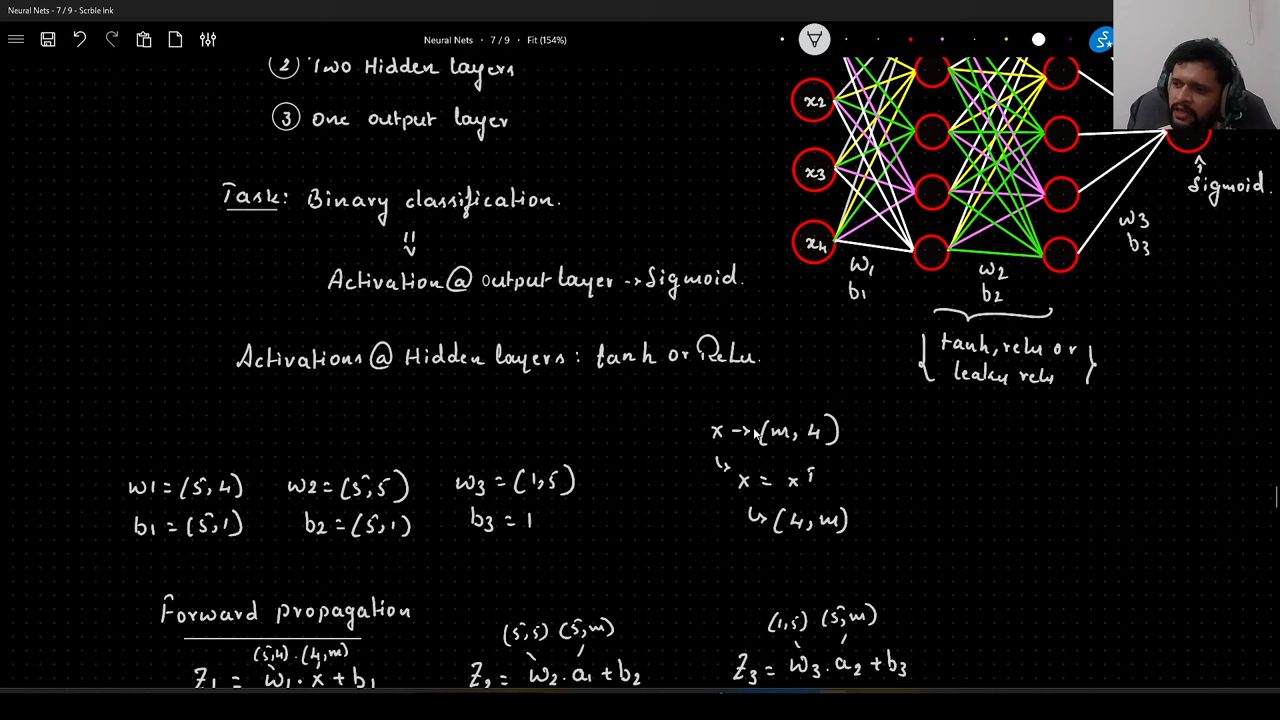 Neural Nets - 7 / 9 - Scrble Ink
Neural Nets • 7 / 9 • Fit (154%)
② Two Hidden layers
③ One output layer
Task: Binary classification.
Activation @ output layer → Sigmoid.
Activations @ Hidden layers: tanh or Relu.
x2
x3
x4
w1
b1
w2
b2
w3
b3
Sigmoid.
{ tanh, relu or
leaky relu }
x → (m, 4)
↳ x = xᵀ
↳ (4, m)
w1 = (5, 4) w2 = (5, 5) w3 = (1, 5)
b1 = (5, 1) b2 = (5, 1) b3 = 1
Forward propagation
(5, 4) . (4, m) (5, 5) (5, m) (1, 5) (5, m)
Z1 = w1 . x + b1 Z2 = w2 . a1 + b2 Z3 = w3 . a2 + b3